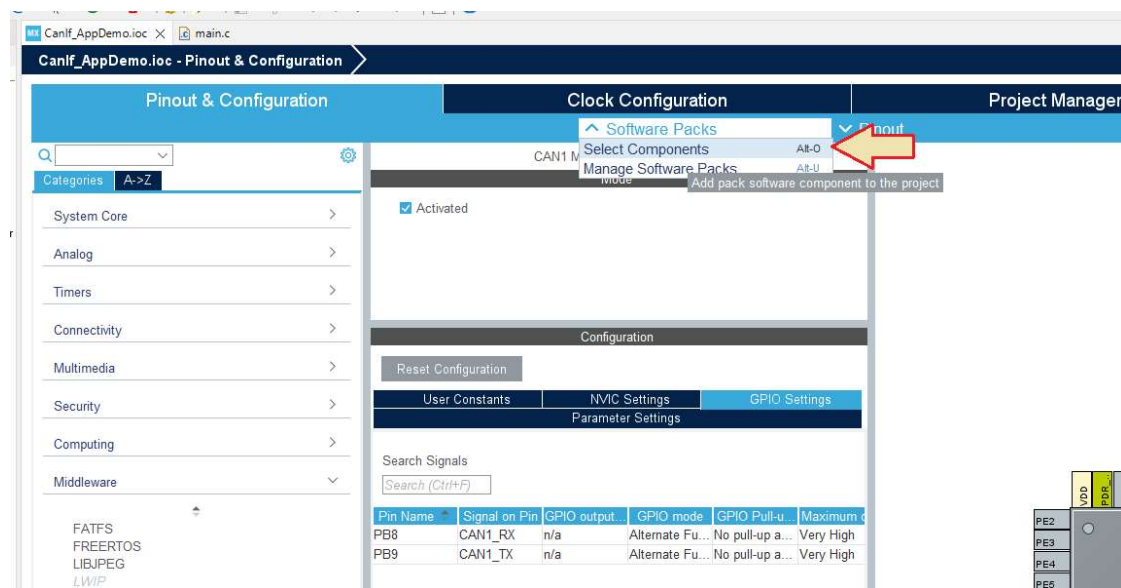 CanIf_AppDemo.ioc
main.c
CanIf_AppDemo.ioc - Pinout & Configuration
Pinout & Configuration
Clock Configuration
Project Manager
Software Packs
Pinout
Select Components Alt-O
Manage Software Packs Alt-U
Add pack software component to the project
Categories
A->Z
System Core
Analog
Timers
Connectivity
Multimedia
Security
Computing
Middleware
FATFS
FREERTOS
LIBJPEG
LWIP
CAN1 M
Mode
Activated
Configuration
Reset Configuration
User Constants
NVIC Settings
GPIO Settings
Parameter Settings
Search Signals
Search (Ctrl+F)
Pin Name Signal on Pin GPIO output... GPIO mode GPIO Pull-u... Maximum o
PB8 CAN1_RX n/a Alternate Fu... No pull-up a... Very High
PB9 CAN1_TX n/a Alternate Fu... No pull-up a... Very High
VDD
PDR_..
PE2
PE3
PE4
PE5